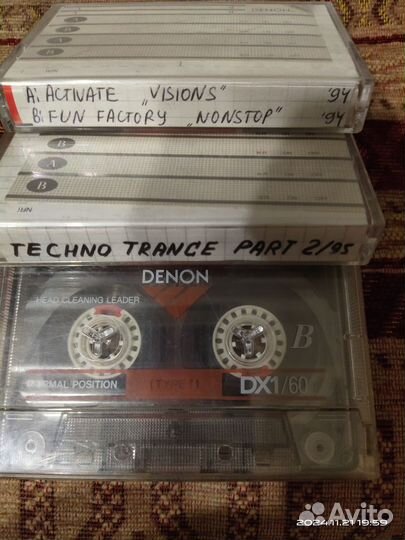 DENON
A: ACTIVATE „VISIONS" '94
B: FUN FACTORY „NONSTOP" '94
B
A
B
TECHNO TRANCE PART 2/95
DENON
HEAD CLEANING LEADER
B
NORMAL POSITION (TYPE I) DX1/60
Avito
2024.11.21 19:59